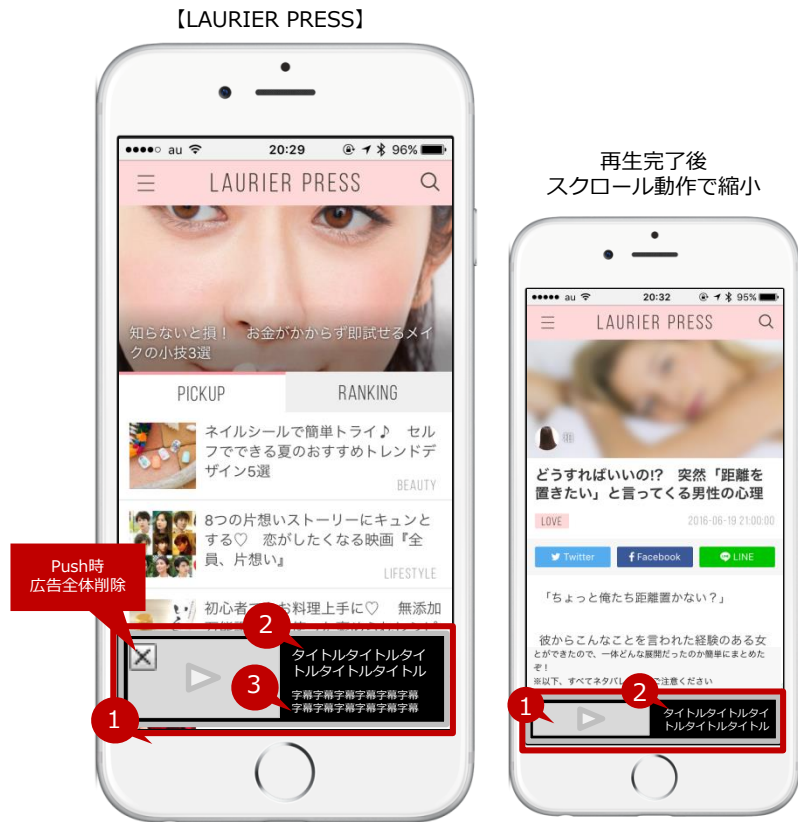 【LAURIER PRESS】
au 20:29 96%
LAURIER PRESS
知らないと損！ お金がかからず即試せるメイ
クの小技3選
PICKUP RANKING
ネイルシールで簡単トライ♪ セル
フでできる夏のおすすめトレンドデ
ザイン5選
BEAUTY
8つの片想いストーリーにキュンと
する♡ 恋がしたくなる映画『全
員、片想い』
LIFESTYLE
初心者 お料理上手に♡ 無添加
Push時
広告全体削除
2
タイトルタイトルタイ
トルタイトルタイトル
3
字幕字幕字幕字幕字幕字幕
字幕字幕字幕字幕字幕字幕
1
再生完了後
スクロール動作で縮小
au 20:32 95%
LAURIER PRESS
どうすればいいの!? 突然「距離を
置きたい」と言ってくる男性の心理
LOVE 2016-06-19 21:00:00
Twitter Facebook LINE
「ちょっと俺たち距離置かない？」
彼からこんなことを言われた経験のある女
とができたので、一体どんな展開だったのか簡単にまとめた
ぞ！
※以下、すべてネタバレ ご注意ください
1
2
タイトルタイトルタイ
トルタイトルタイトル